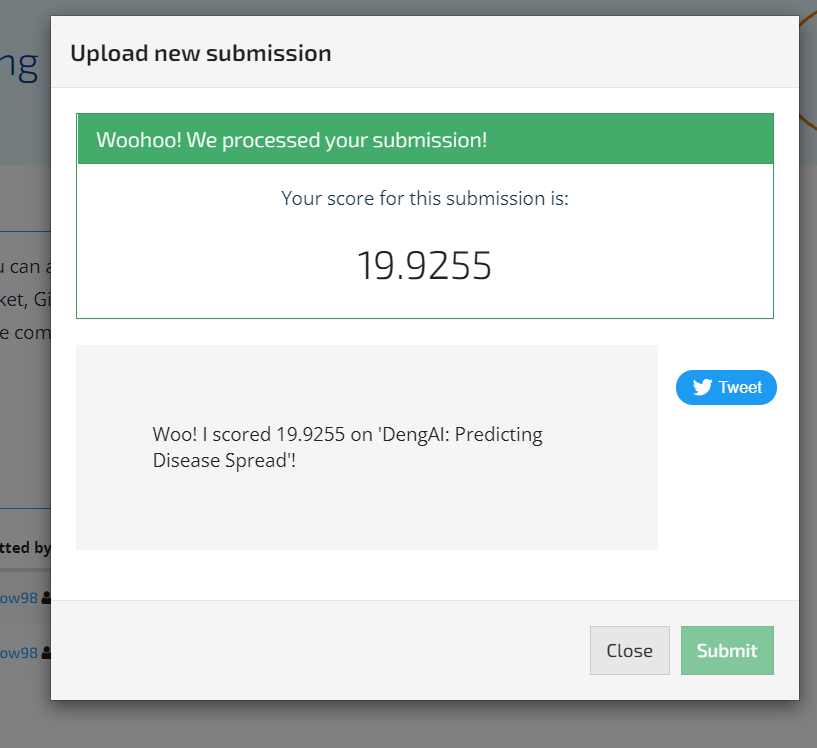 Upload new submission
ng
Woohoo! We processed your submission!
Your score for this submission is:
19.9255
u can a
ket, Gi
e com
Tweet
Woo! I scored 19.9255 on 'DengAI: Predicting
Disease Spread'!
tted by
ow98
Close
Submit
ow98